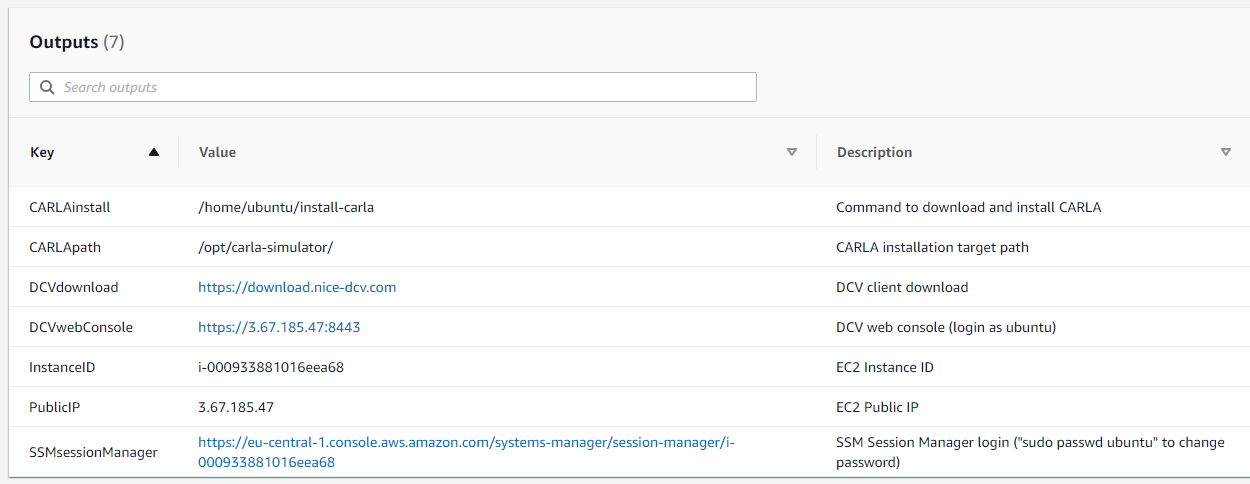 Outputs (7)
Search outputs
Key Value Description
CARLAinstall /home/ubuntu/install-carla Command to download and install CARLA
CARLApath /opt/carla-simulator/ CARLA installation target path
DCVdownload https://download.nice-dcv.com DCV client download
DCVwebConsole https://3.67.185.47:8443 DCV web console (login as ubuntu)
InstanceID i-000933881016eea68 EC2 Instance ID
PublicIP 3.67.185.47 EC2 Public IP
SSMsessionManager https://eu-central-1.console.aws.amazon.com/systems-manager/session-manager/i- SSM Session Manager login ("sudo passwd ubuntu" to change
000933881016eea68 password)